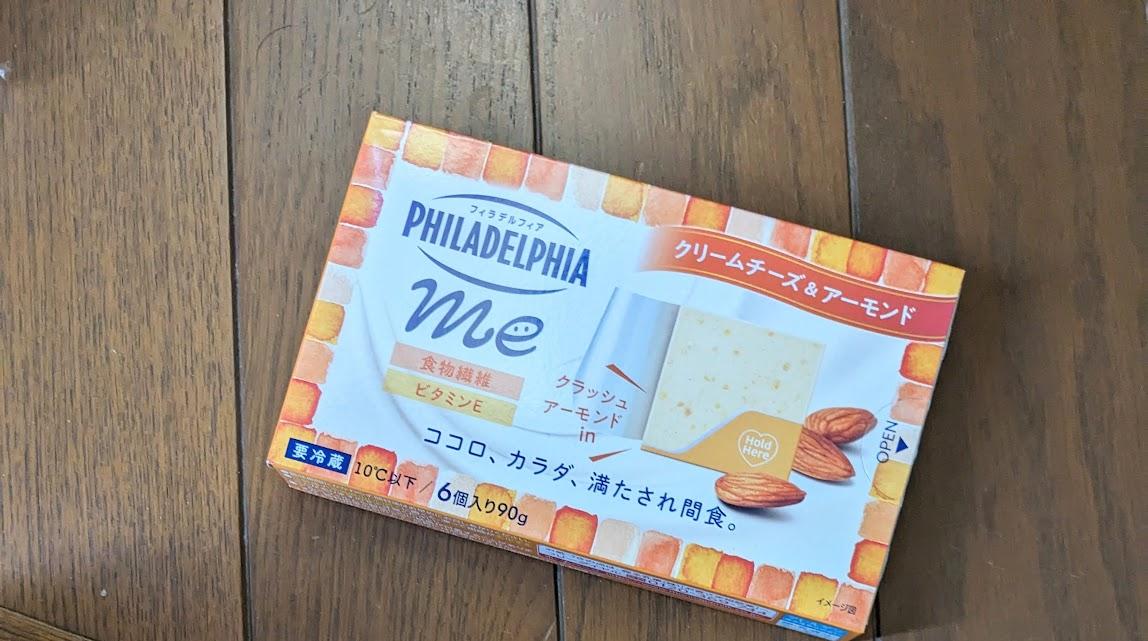 フィラデルフィア
PHILADELPHIA
me
食物繊維
ビタミンE
クリームチーズ&アーモンド
クラッシュ
アーモンド
in
Hold
Here
OPEN
ココロ、カラダ、満たされ間食。
要冷蔵 10℃以下 / 6個入り90g
イメージ図